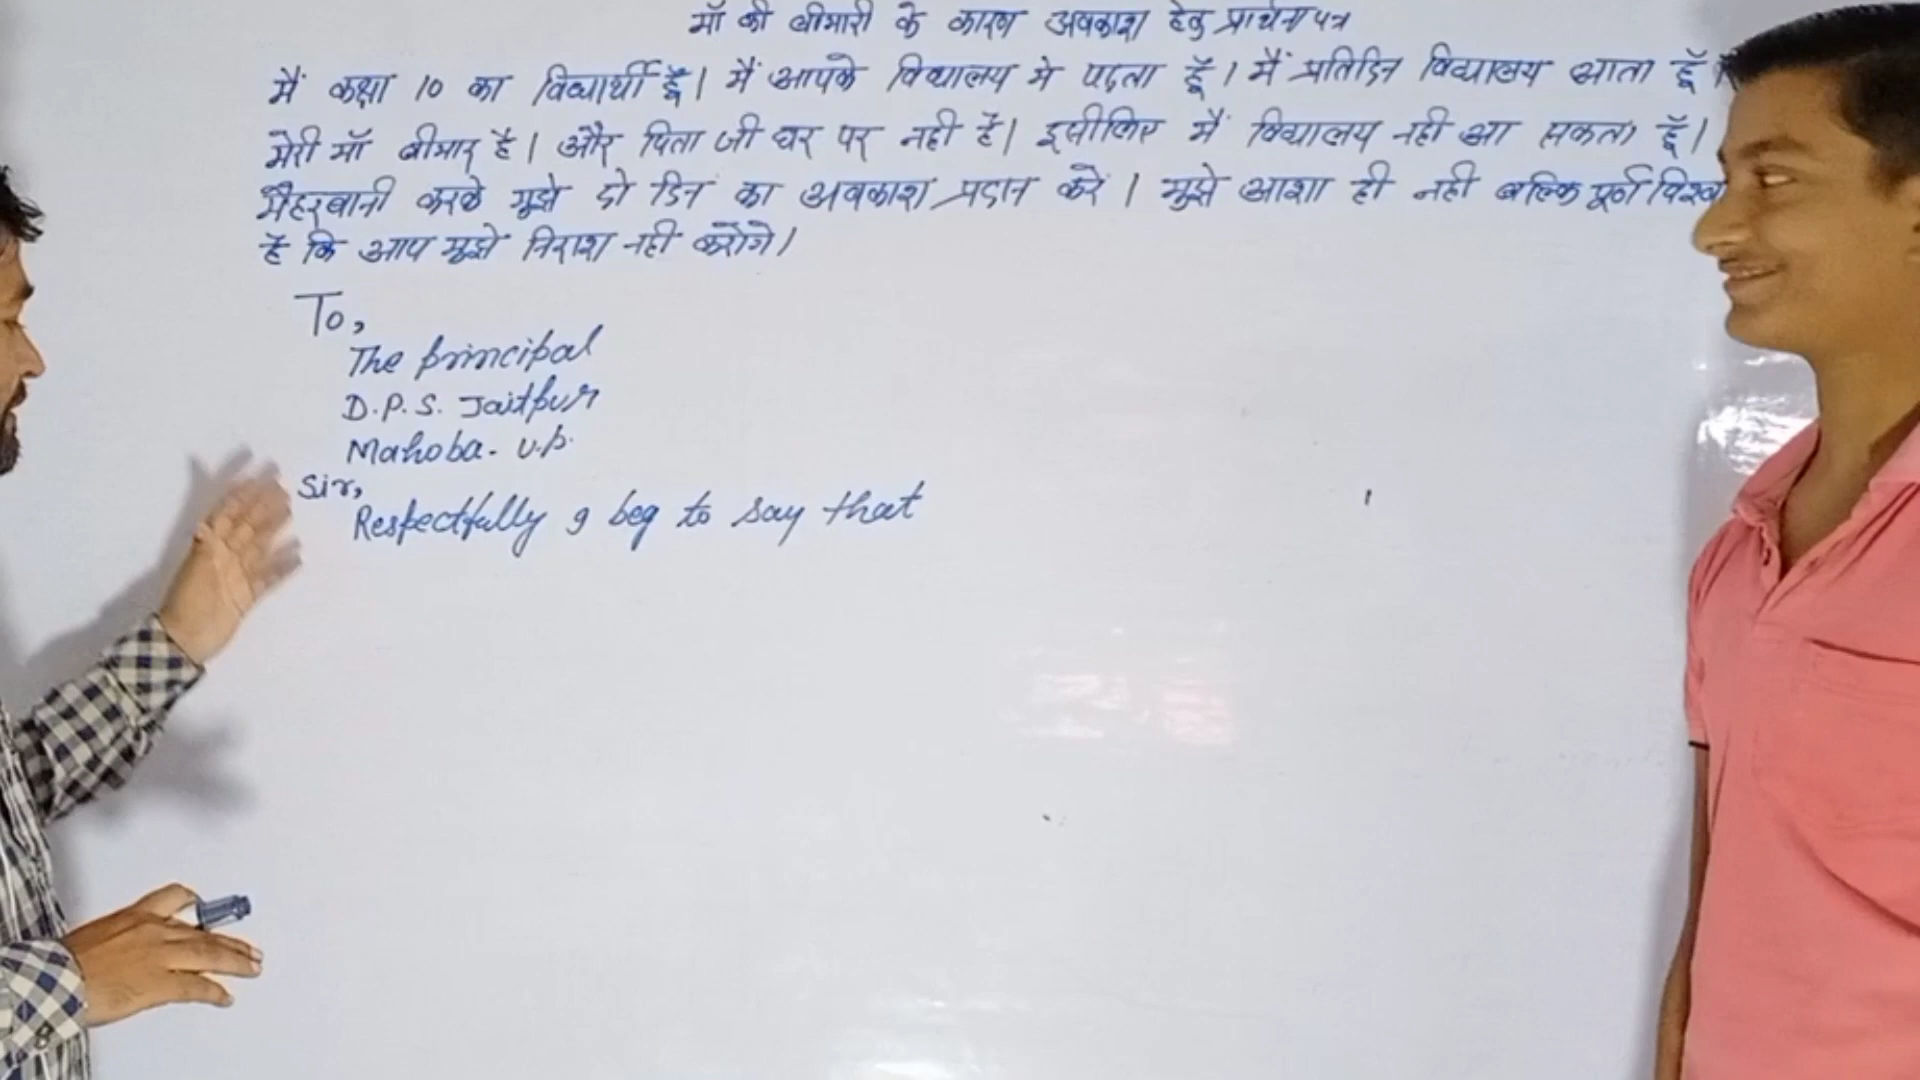 माँ की बीमारी के कारण अवकाश हेतु प्रार्थना पत्र
मैं कक्षा 10 का विद्यार्थी हूँ। मैं आपके विद्यालय मे पढ़ता हूँ। मैं प्रतिदिन विद्यालय आता हूँ
मेरी माँ बीमार है। और पिता जी घर पर नही है। इसीलिए मैं विद्यालय नही आ सकता हूँ।
मैहरवानी करके मुझे दो दिन का अवकाश प्रदान करें। मुझे आशा ही नही बल्कि पूर्ण विश्वा
है कि आप मुझे निराश नही करोगे।
To,
The principal
D.P.S. Jaitpur
Mahoba. U.p.
Sir,
Respectfully I beg to say that